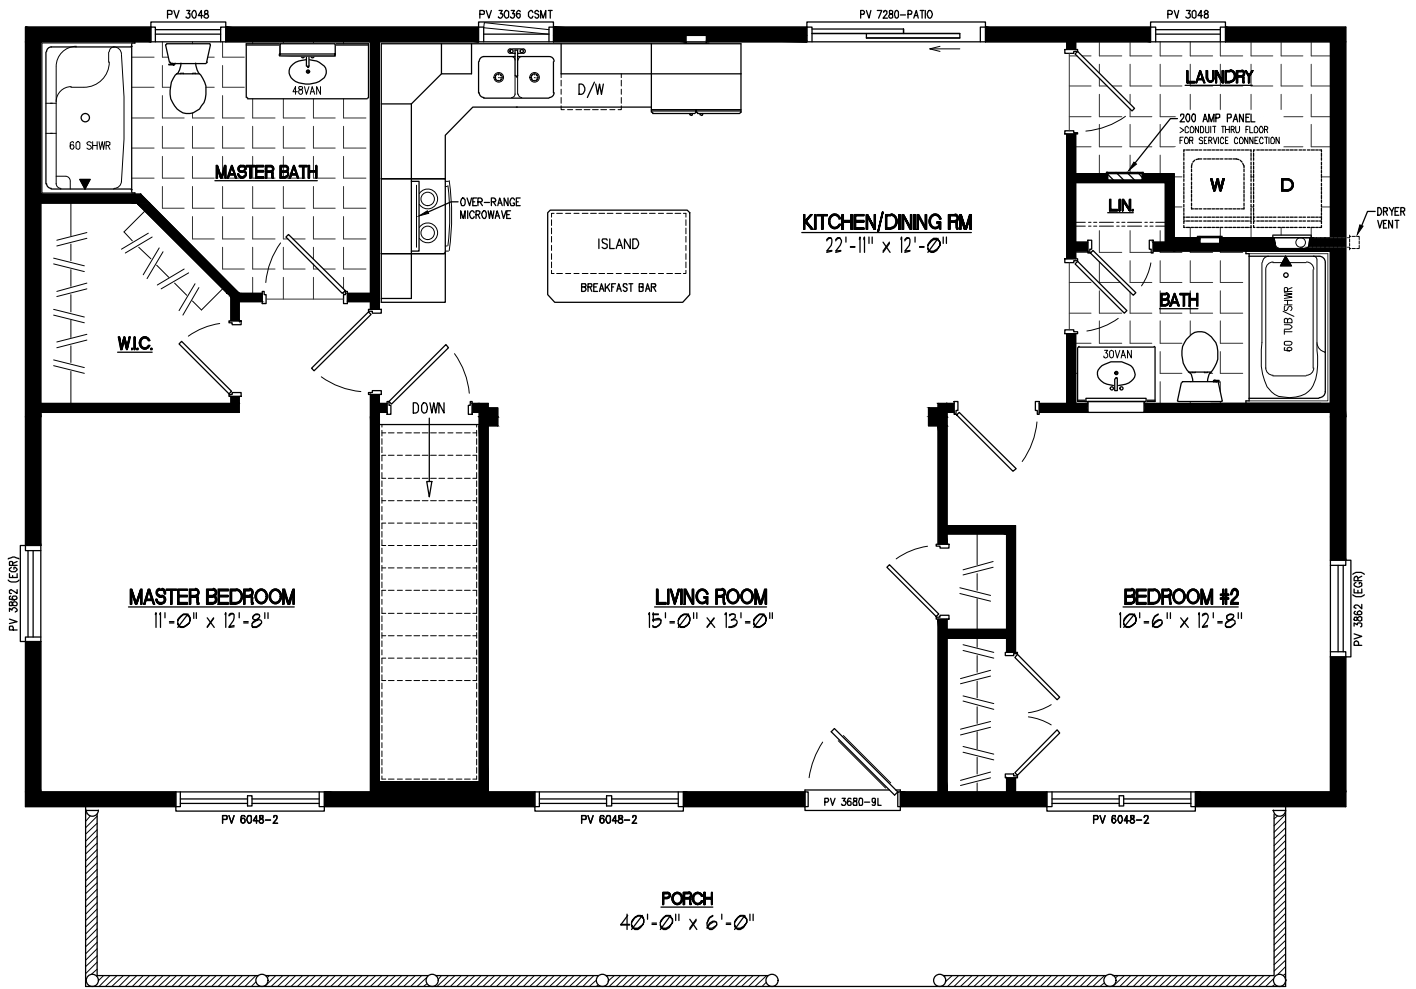 PV 3048
PV 3036 CSMT
PV 7280-PATIO
PV 3048
48VAN
60 SHWR
D/W
LAUNDRY
200 AMP PANEL
>CONDUIT THRU FLOOR
FOR SERVICE CONNECTION
MASTER BATH
W
D
OVER-RANGE
MICROWAVE
LIN.
DRYER
VENT
KITCHEN/DINING RM
22'-11" x 12'-0"
ISLAND
BREAKFAST BAR
BATH
60 TUB/SHWR
W.I.C.
30VAN
DOWN
PV 3862 (EGR)
MASTER BEDROOM
11'-0" x 12'-8"
LIVING ROOM
15'-0" x 13'-0"
BEDROOM #2
10'-6" x 12'-8"
PV 3862 (EGR)
PV 3680-9L
PV 6048-2
PV 6048-2
PV 6048-2
PORCH
40'-0" x 6'-0"